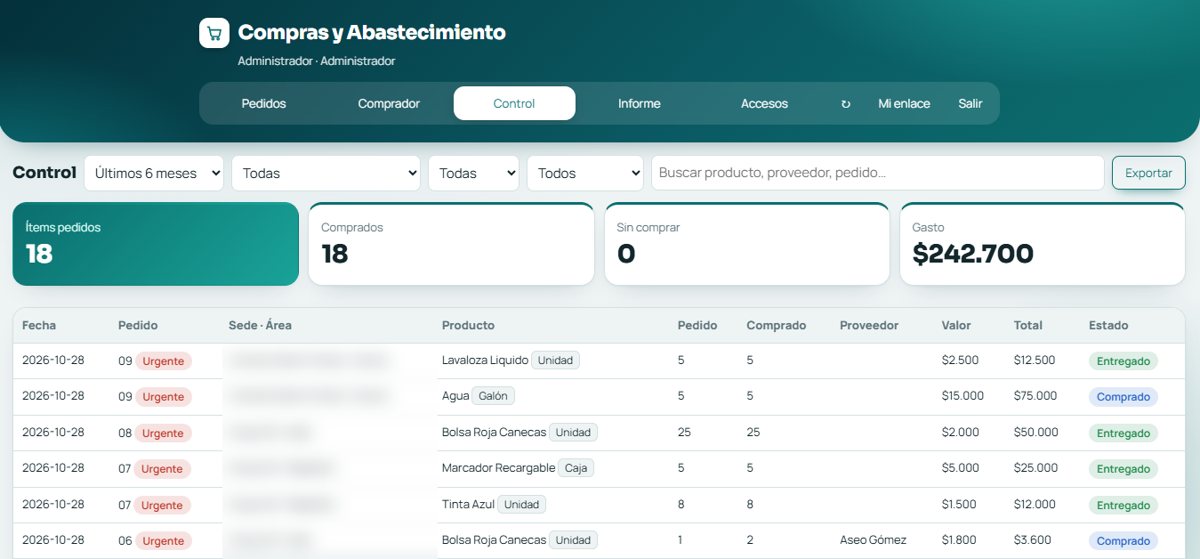 Compras y Abastecimiento
Administrador · Administrador
Pedidos Comprador Control Informe Accesos ↻ Mi enlace Salir
Control Últimos 6 meses Todas Todas Todos Buscar producto, proveedor, pedido... Exportar
Ítems pedidos Comprados Sin comprar Gasto
18 18 0 $242.700
Fecha Pedido Sede · Área Producto Pedido Comprado Proveedor Valor Total Estado
2026-10-28 09 Urgente Lavaloza Liquido Unidad 5 5 $2.500 $12.500 Entregado
2026-10-28 09 Urgente Agua Galón 5 5 $15.000 $75.000 Comprado
2026-10-28 08 Urgente Bolsa Roja Canecas Unidad 25 25 $2.000 $50.000 Entregado
2026-10-28 07 Urgente Marcador Recargable Caja 5 5 $5.000 $25.000 Entregado
2026-10-28 07 Urgente Tinta Azul Unidad 8 8 $1.500 $12.000 Entregado
2026-10-28 06 Urgente Bolsa Roja Canecas Unidad 1 2 Aseo Gómez $1.800 $3.600 Comprado